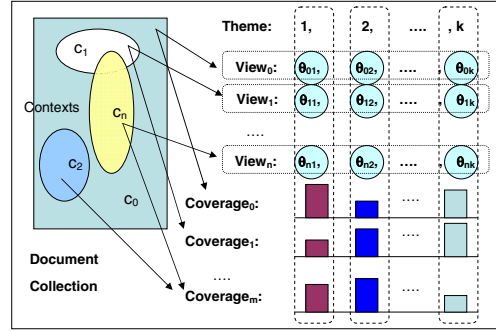 Theme: 1, 2, .... , k
View0: θ01, θ02, .... θ0k
View1: θ11, θ12, .... θ1k
....
Viewn: θn1, θn2, .... , θnk
Coverage0: ....
Coverage1: ....
....
Coveragem: ....
C1
Contexts
Cn
C2
C0
Document
Collection